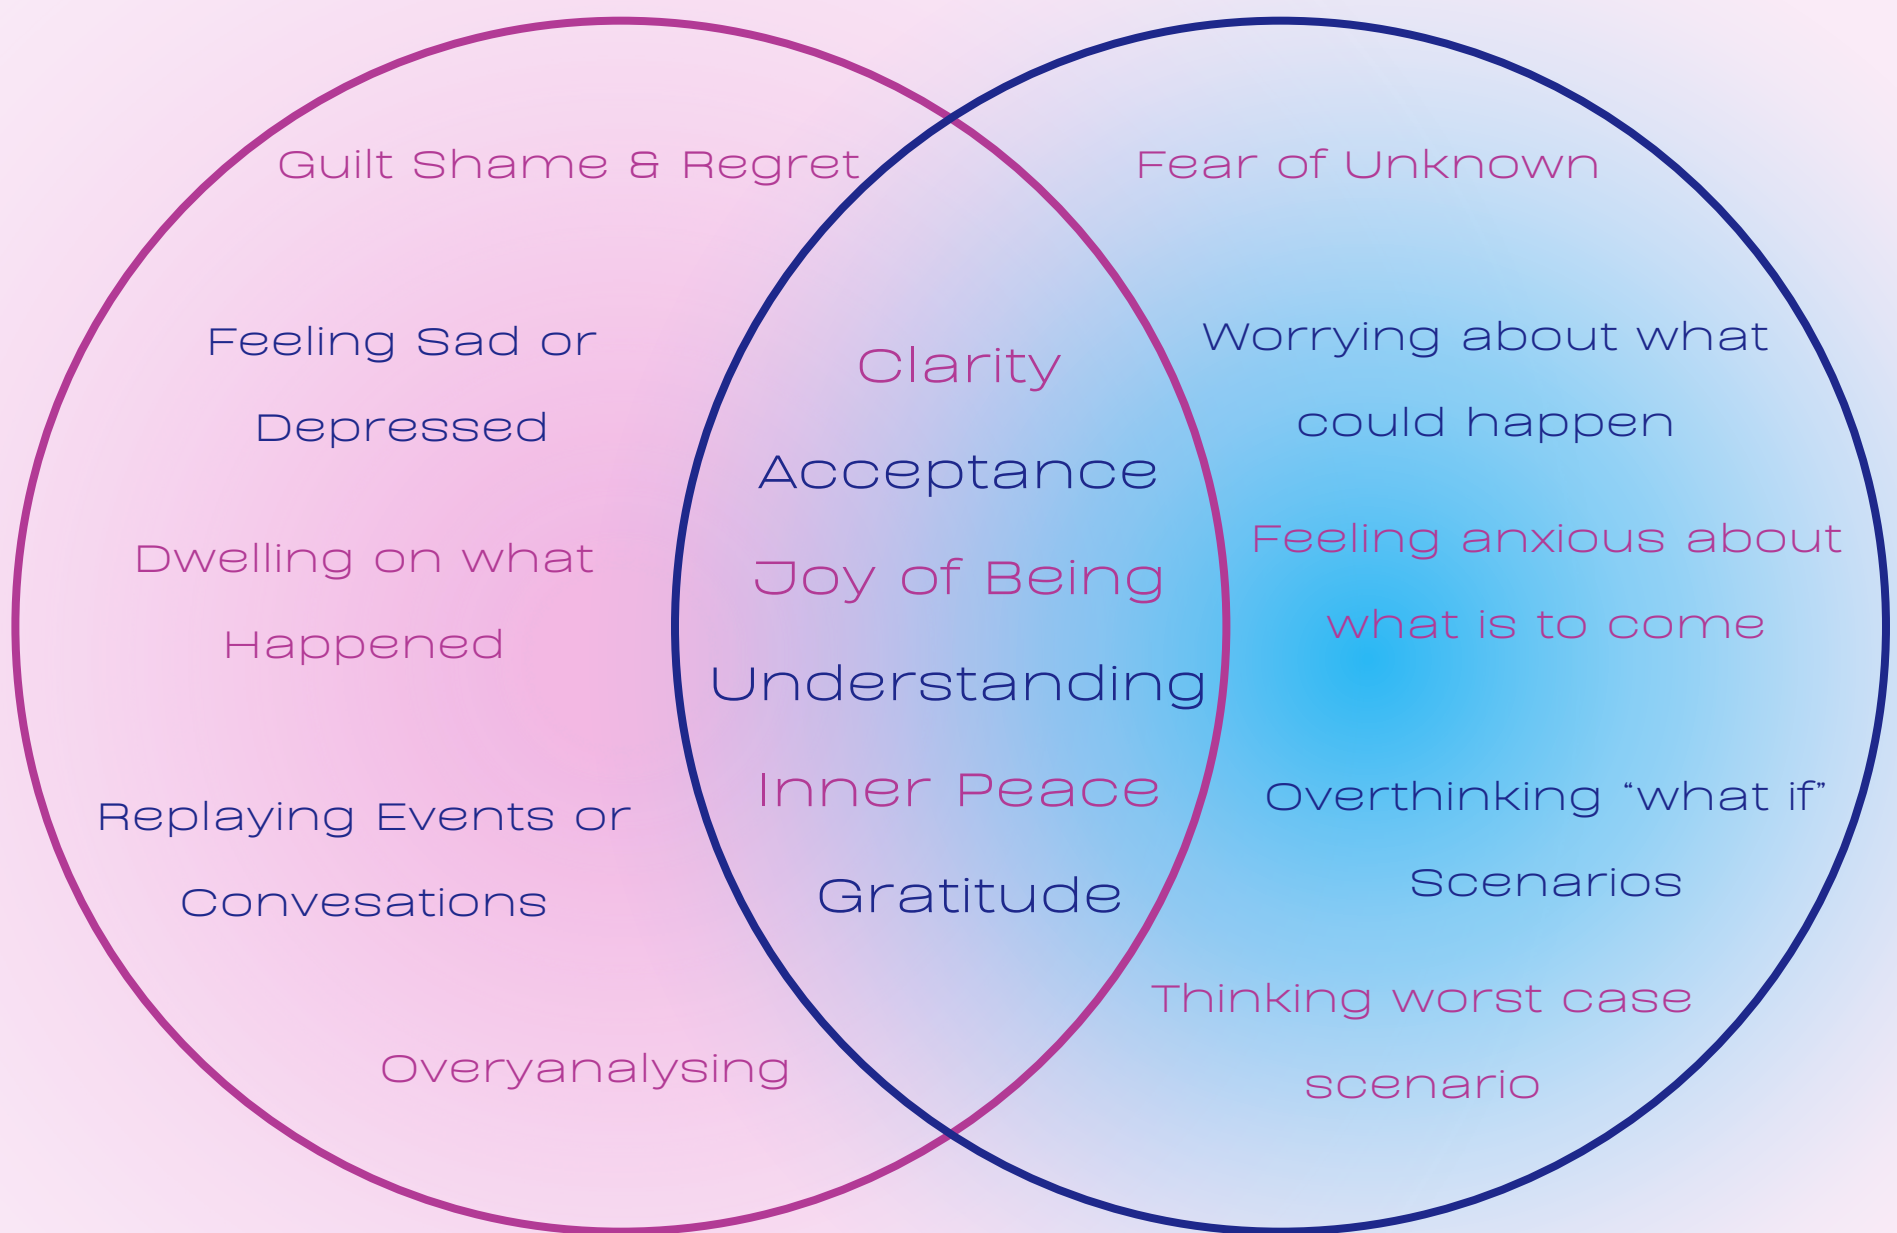 Guilt Shame & Regret
Feeling Sad or
Depressed
Dwelling on what
Happened
Replaying Events or
Convesations
Overyanalysing
Clarity
Acceptance
Joy of Being
Understanding
Inner Peace
Gratitude
Fear of Unknown
Worrying about what
could happen
Feeling anxious about
what is to come
Overthinking “what if”
Scenarios
Thinking worst case
scenario